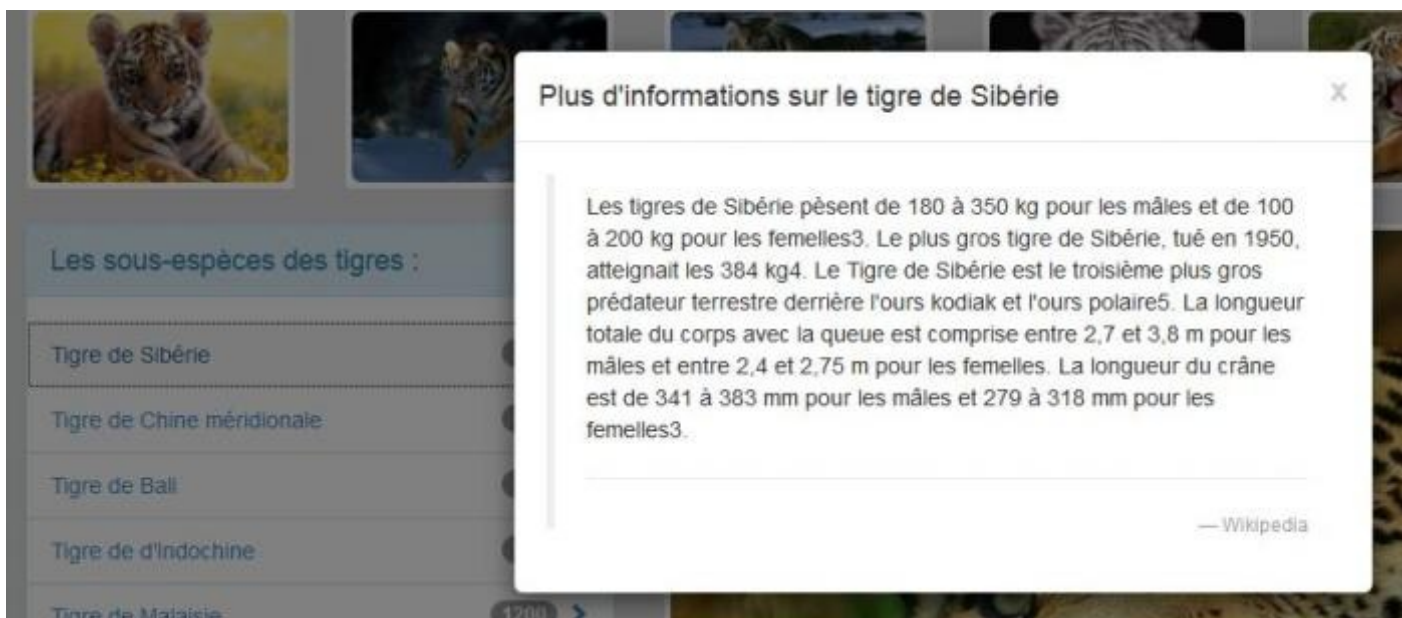 Plus d'informations sur le tigre de Sibérie
x
Les tigres de Sibérie pèsent de 180 à 350 kg pour les mâles et de 100
à 200 kg pour les femelles3. Le plus gros tigre de Sibérie, tué en 1950,
atteignait les 384 kg4. Le Tigre de Sibérie est le troisième plus gros
prédateur terrestre derrière l'ours kodiak et l'ours polaire5. La longueur
totale du corps avec la queue est comprise entre 2,7 et 3,8 m pour les
mâles et entre 2,4 et 2,75 m pour les femelles. La longueur du crâne
est de 341 à 383 mm pour les mâles et 279 à 318 mm pour les
femelles3.
— Wikipedia
Les sous-espèces des tigres :
Tigre de Sibérie
Tigre de Chine méridionale
Tigre de Bali
Tigre de d'Indochine
Tigre de Malaisie 1200